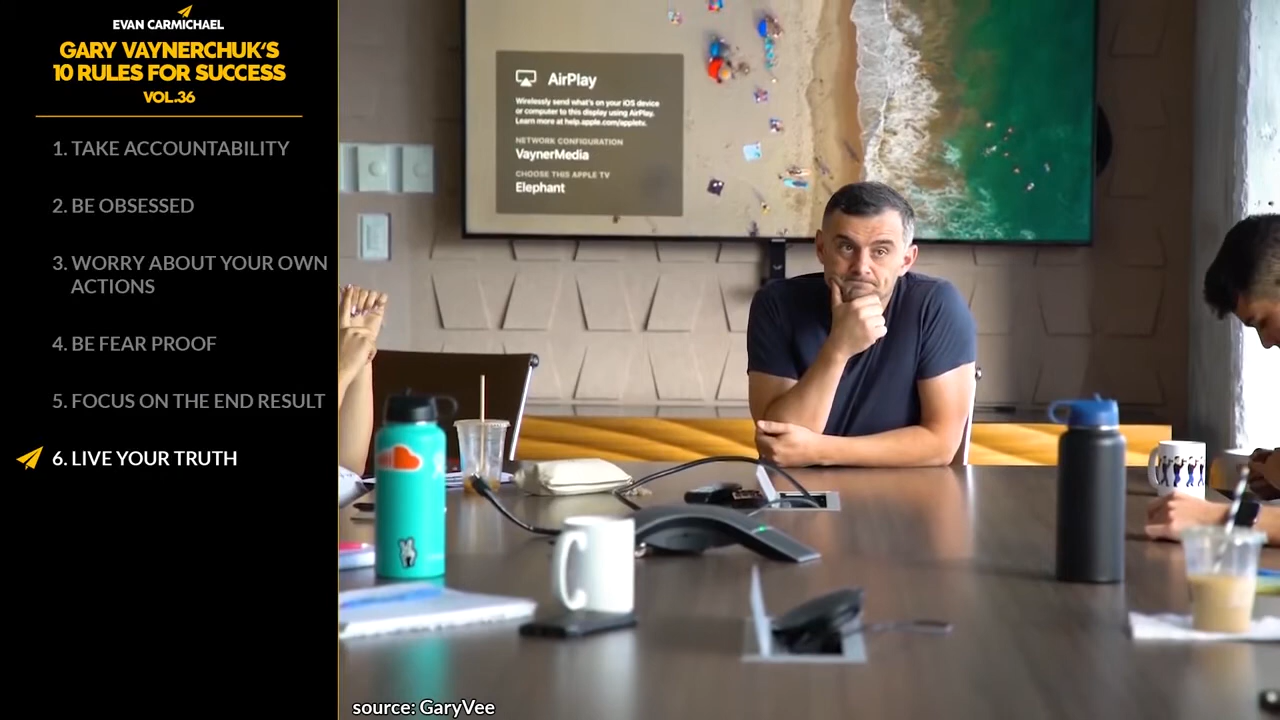 EVAN CARMICHAEL
GARY VAYNERCHUK'S
10 RULES FOR SUCCESS
VOL.36
1. TAKE ACCOUNTABILITY
2. BE OBSESSED
3. WORRY ABOUT YOUR OWN
ACTIONS
4. BE FEAR PROOF
5. FOCUS ON THE END RESULT
6. LIVE YOUR TRUTH
AirPlay
Wirelessly send what's on your iOS device
or computer to this display using AirPlay.
Learn more at help.apple.com/appletv.
NETWORK CONFIGURATION
VaynerMedia
CHOOSE THIS APPLE TV
Elephant
source: GaryVee